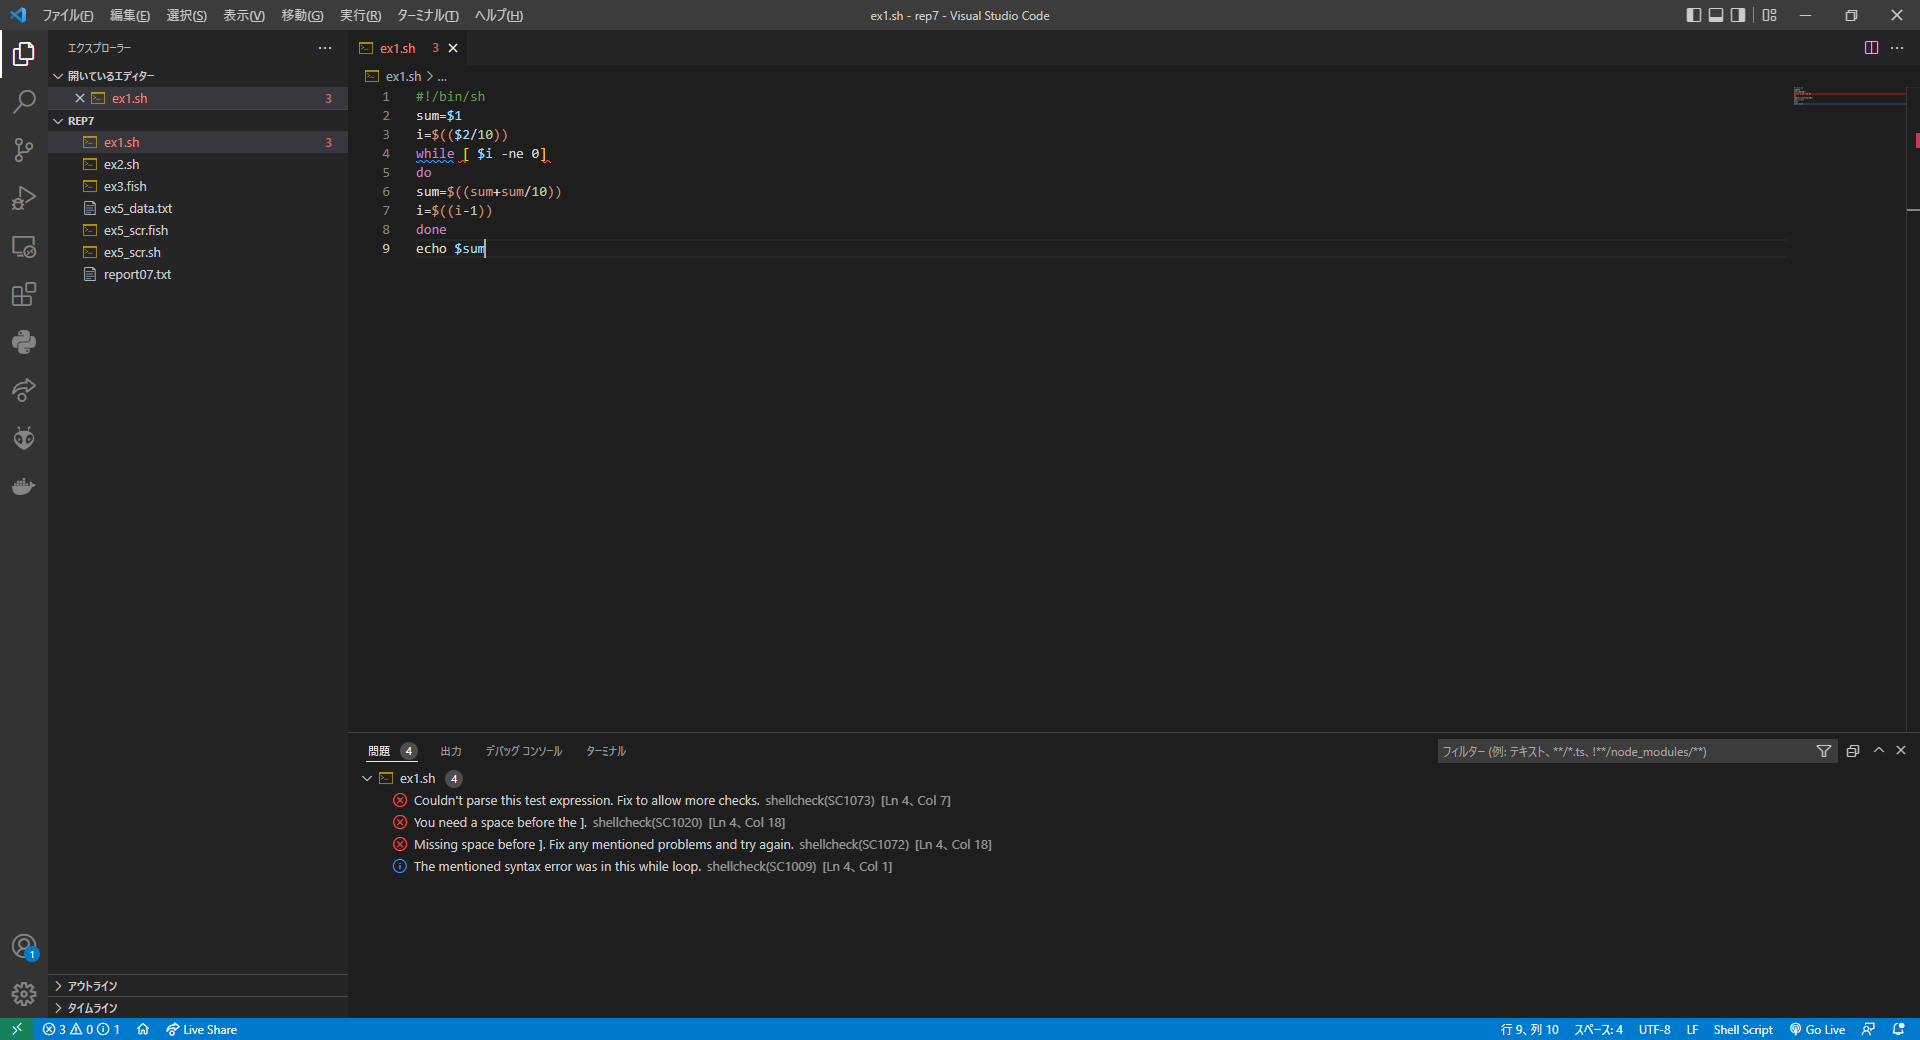 ファイル(F) 編集(E) 選択(S) 表示(V) 移動(G) 実行(R) ターミナル(T) ヘルプ(H)
ex1.sh - rep7 - Visual Studio Code
エクスプローラー
開いているエディター
ex1.sh 3
REP7
ex1.sh 3
ex2.sh
ex3.fish
ex5_data.txt
ex5_scr.fish
ex5_scr.sh
report07.txt
アウトライン
タイムライン
ex1.sh 3
ex1.sh > ...
1 #!/bin/sh
2 sum=$1
3 i=$(($2/10))
4 while [ $i -ne 0]
5 do
6 sum=$((sum+sum/10))
7 i=$((i-1))
8 done
9 echo $sum
問題 4 出力 デバッグ コンソール ターミナル
フィルター (例: テキスト、**/*.ts、!**/node_modules/**)
ex1.sh 4
Couldn't parse this test expression. Fix to allow more checks. shellcheck(SC1073) [Ln 4、Col 7]
You need a space before the ]. shellcheck(SC1020) [Ln 4、Col 18]
Missing space before ]. Fix any mentioned problems and try again. shellcheck(SC1072) [Ln 4、Col 18]
The mentioned syntax error was in this while loop. shellcheck(SC1009) [Ln 4、Col 1]
1
3 0 1 Live Share
行 9、列 10 スペース: 4 UTF-8 LF Shell Script Go Live